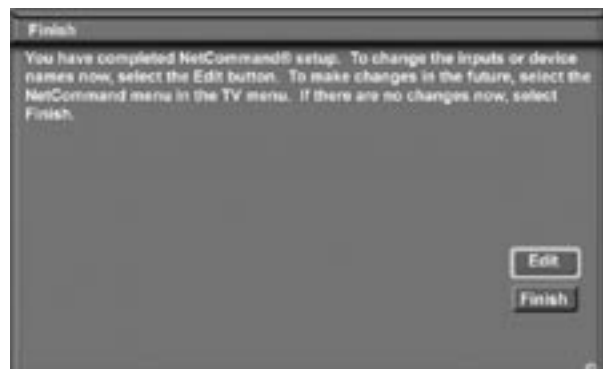 Finish
You have completed NetCommand® setup. To change the inputs or device
names now, select the Edit button. To make changes in the future, select the
NetCommand menu in the TV menu. If there are no changes now, select
Finish.
Edit
Finish